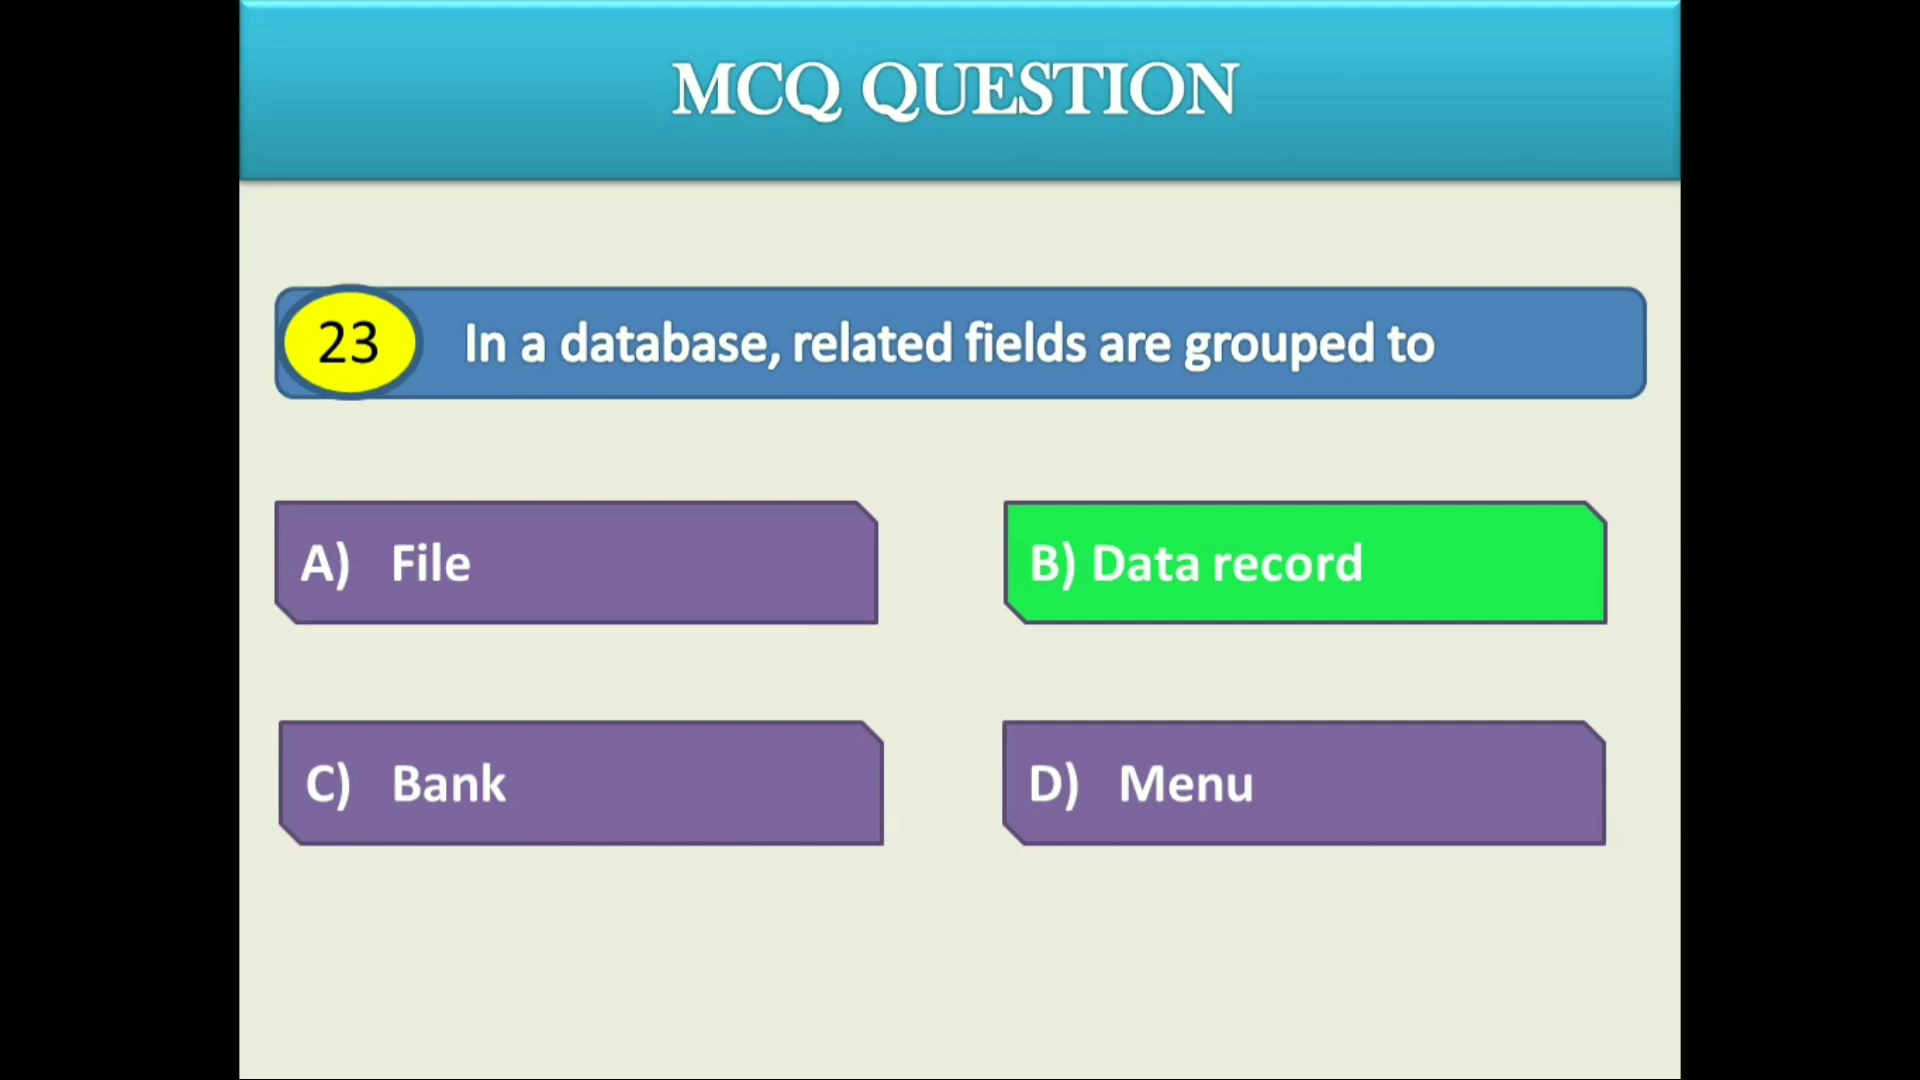 MCQ QUESTION
23 In a database, related fields are grouped to
A) File
B) Data record
C) Bank
D) Menu